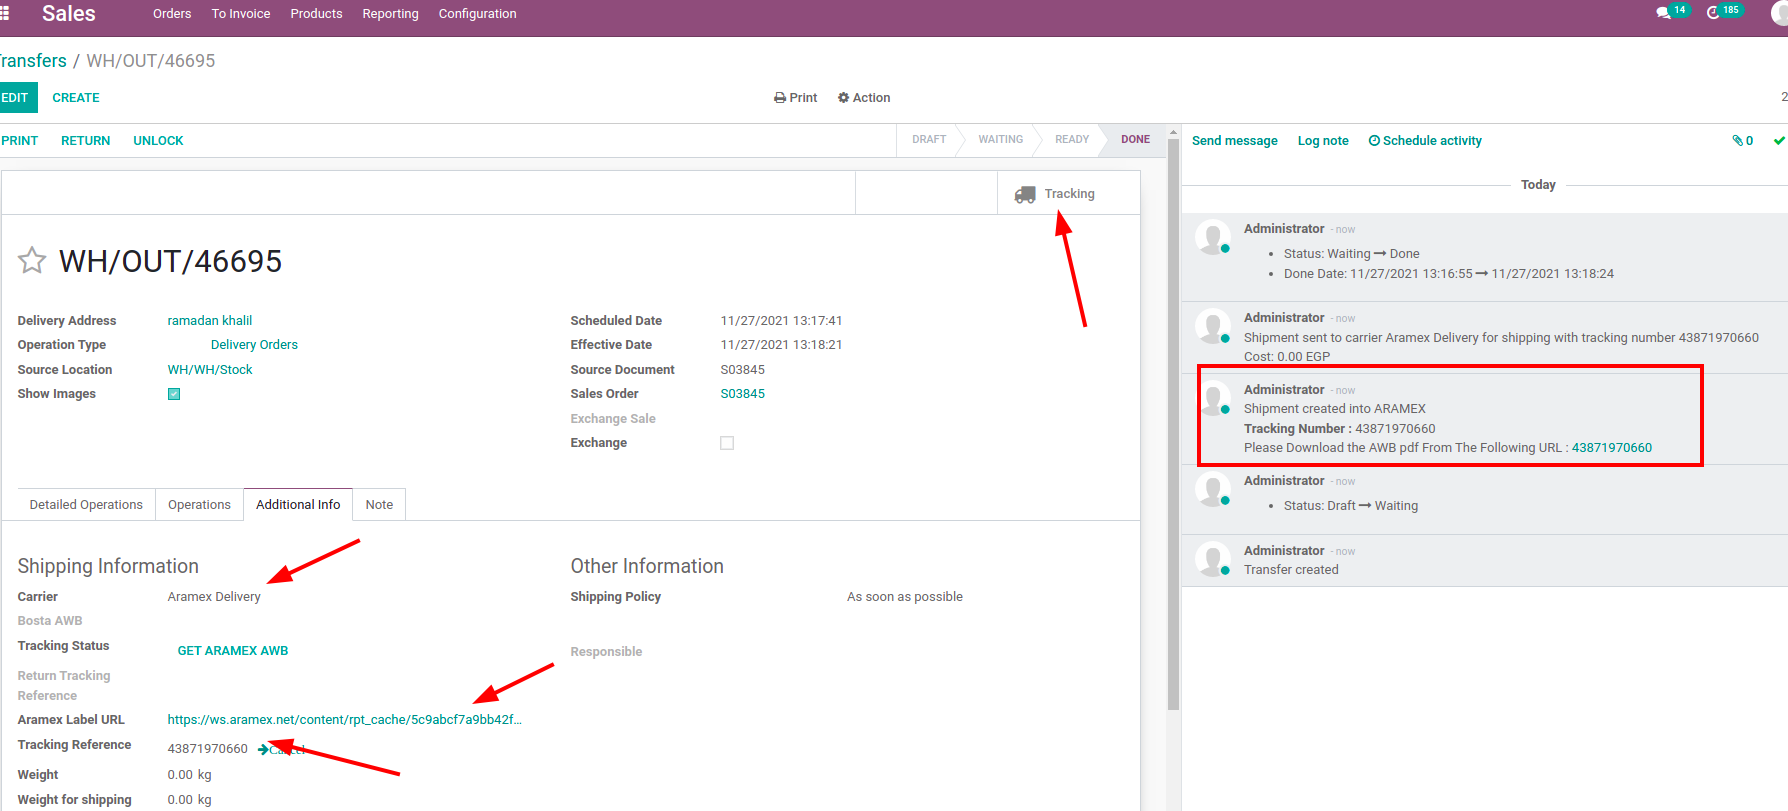 Sales Orders To Invoice Products Reporting Configuration 14 185
ransfers / WH/OUT/46695
EDIT CREATE Print Action 2
PRINT RETURN UNLOCK DRAFT WAITING READY DONE
Tracking
WH/OUT/46695
Delivery Address ramadan khalil
Operation Type Delivery Orders
Source Location WH/WH/Stock
Show Images
Scheduled Date 11/27/2021 13:17:41
Effective Date 11/27/2021 13:18:21
Source Document S03845
Sales Order S03845
Exchange Sale
Exchange
Detailed Operations Operations Additional Info Note
Shipping Information
Carrier Aramex Delivery
Bosta AWB
Tracking Status GET ARAMEX AWB
Return Tracking
Reference
Aramex Label URL https://ws.aramex.net/content/rpt_cache/5c9abcf7a9bb42f...
Tracking Reference 43871970660 Cancel
Weight 0.00 kg
Weight for shipping 0.00 kg
Other Information
Shipping Policy As soon as possible
Responsible
Send message Log note Schedule activity 0
Today
Administrator - now
• Status: Waiting → Done
• Done Date: 11/27/2021 13:16:55 → 11/27/2021 13:18:24
Administrator - now
Shipment sent to carrier Aramex Delivery for shipping with tracking number 43871970660
Cost: 0.00 EGP
Administrator - now
Shipment created into ARAMEX
Tracking Number : 43871970660
Please Download the AWB pdf From The Following URL : 43871970660
Administrator - now
• Status: Draft → Waiting
Administrator - now
Transfer created